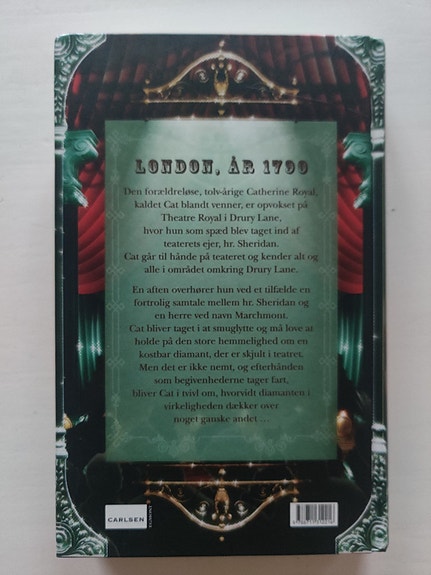 LONDON, ÅR 1790
Den forældreløse, tolv-årige Catherine Royal,
kaldet Cat blandt venner, er opvokset på
Theatre Royal i Drury Lane,
hvor hun som spæd blev taget ind af
teaterets ejer, hr. Sheridan.
Cat går til hånde på teateret og kender alt og
alle i området omkring Drury Lane.
En aften overhører hun ved et tilfælde en
fortrolig samtale mellem hr. Sheridan og
en herre ved navn Marchmont.
Cat bliver taget i at smuglytte og må love at
holde på den store hemmelighed om en
kostbar diamant, der er skjult i teatret.
Men det er ikke nemt, og efterhånden
som begivenhederne tager fart,
bliver Cat i tvivl om, hvorvidt diamanten i
virkeligheden dækker over
noget ganske andet …
CARLSEN